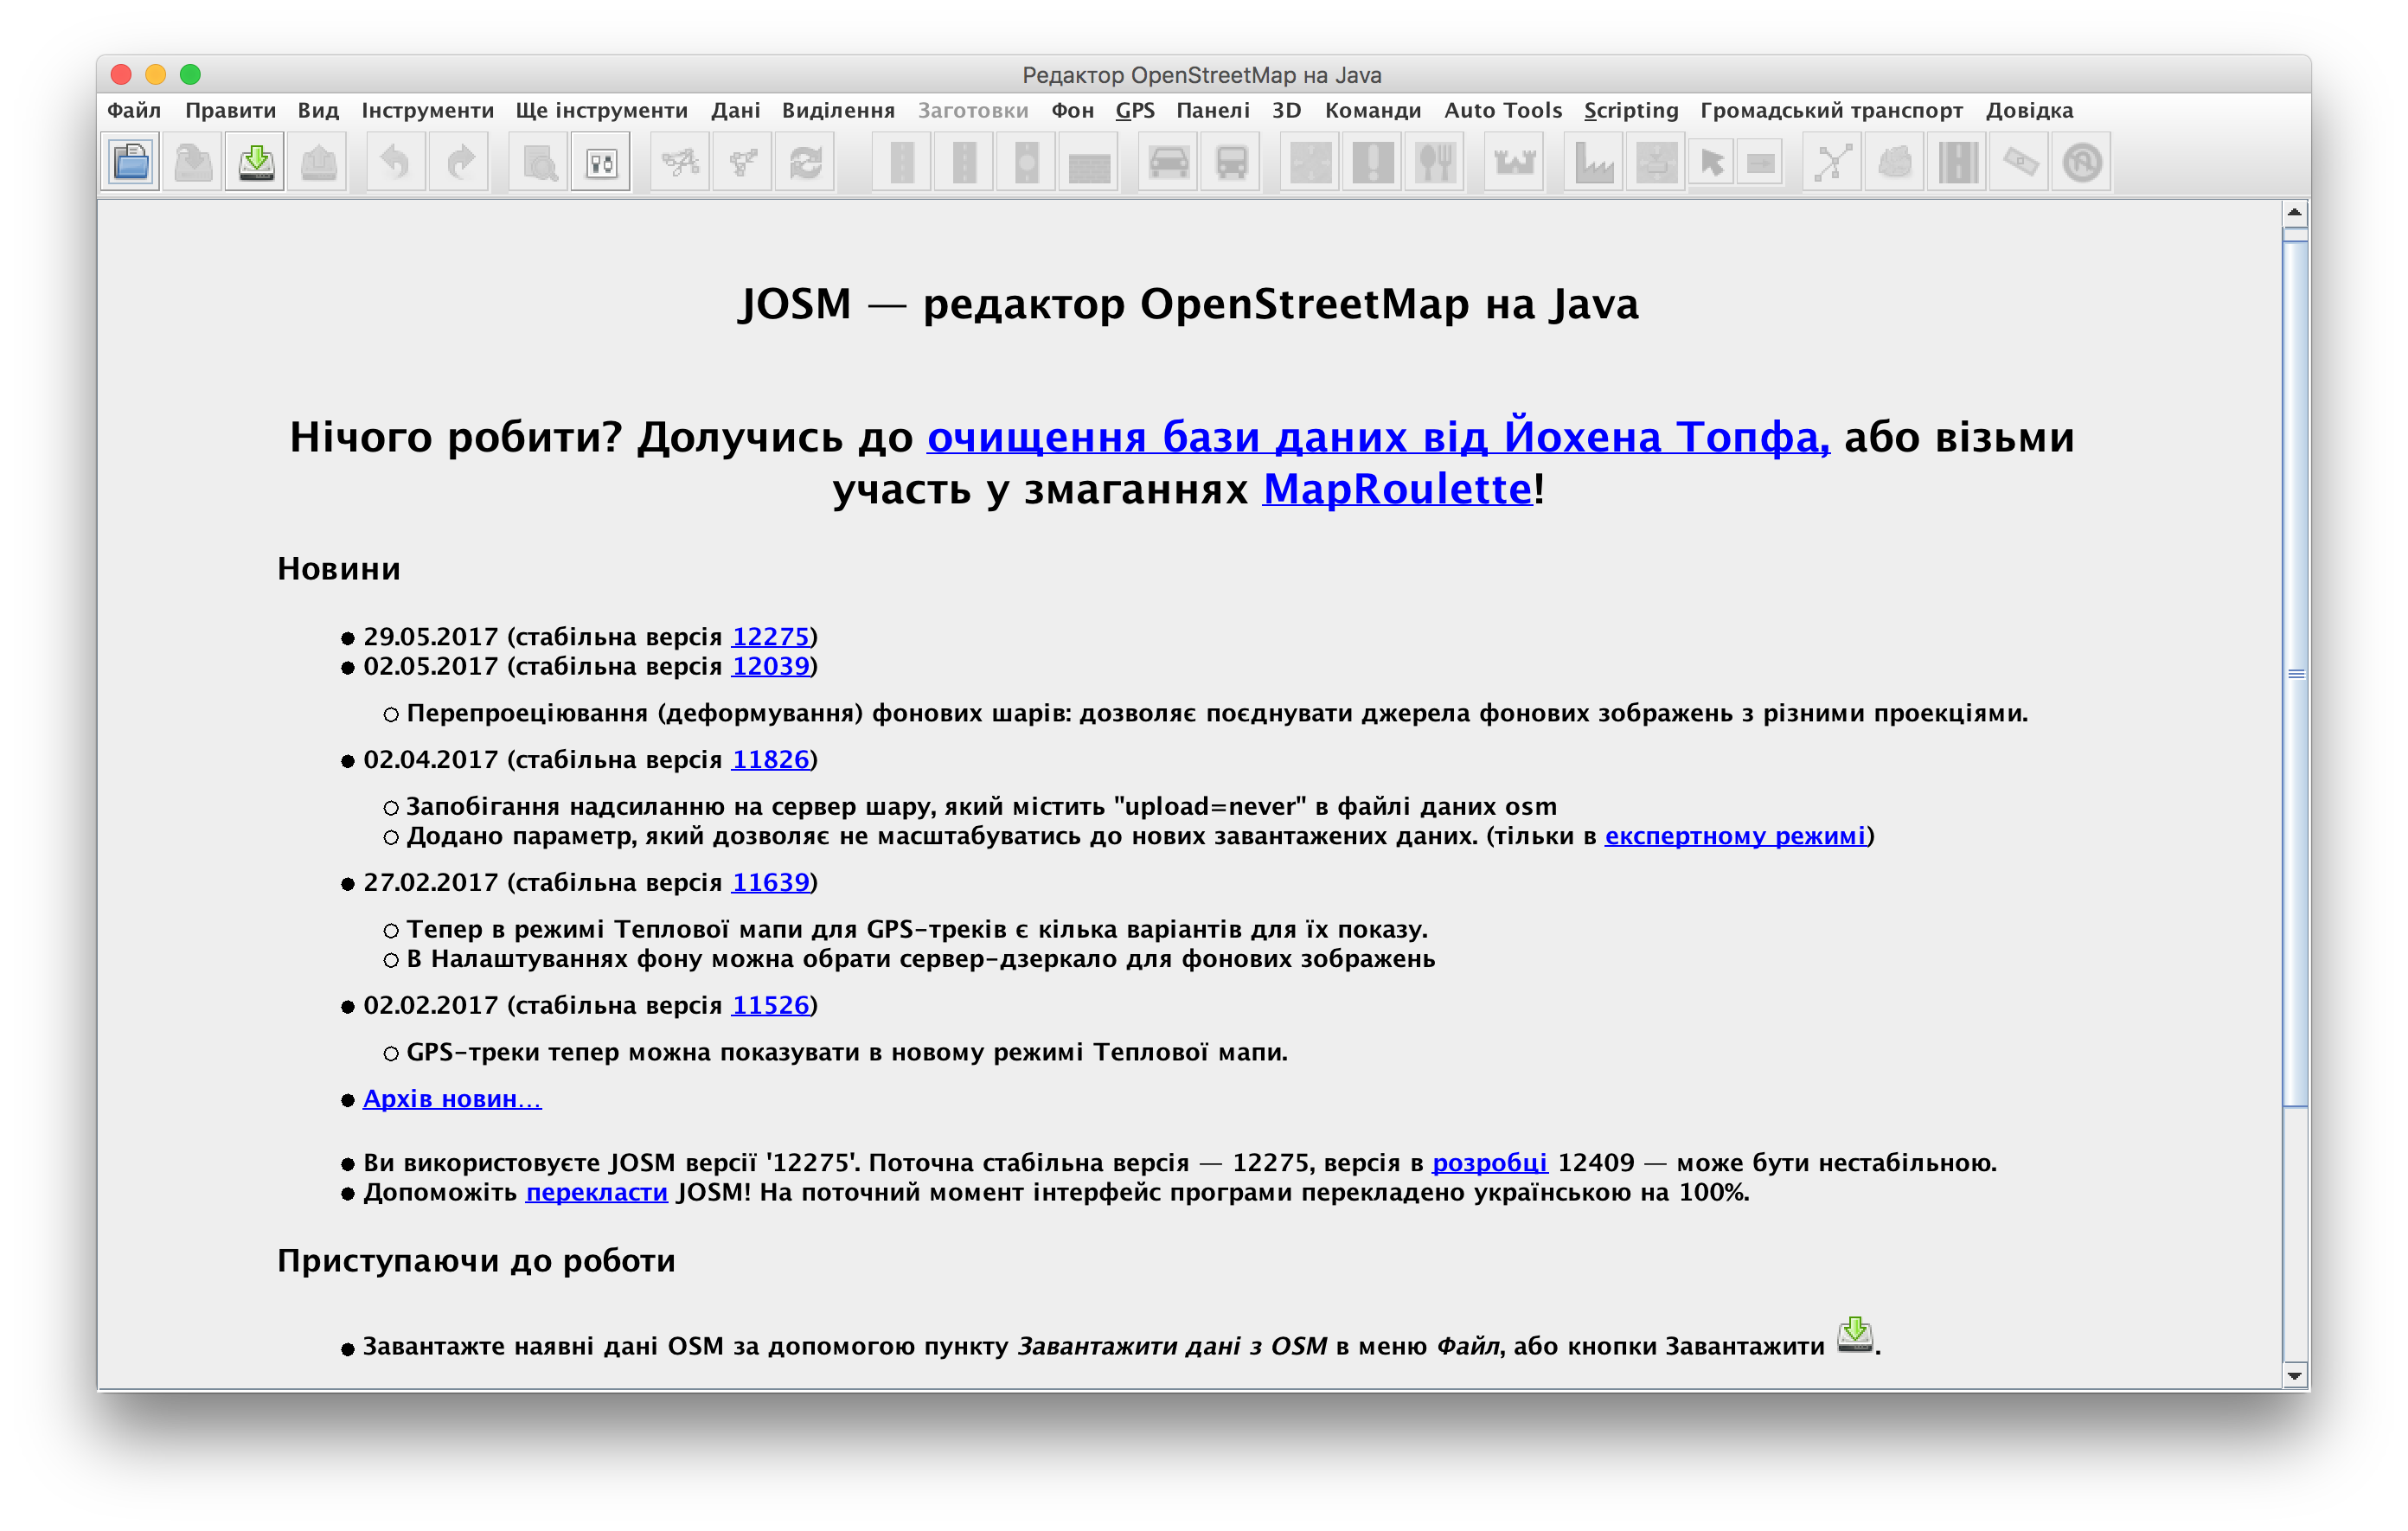 Редактор OpenStreetMap на Java
Файл Правити Вид Інструменти Ще інструменти Дані Виділення Заготовки Фон GPS Панелі 3D Команди Auto Tools Scripting Громадський транспорт Довідка
JOSM — редактор OpenStreetMap на Java
Нічого робити? Долучись до очищення бази даних від Йохена Топфа, або візьми
участь у змаганнях MapRoulette!
Новини
29.05.2017 (стабільна версія 12275)
02.05.2017 (стабільна версія 12039)
Перепроеціювання (деформування) фонових шарів: дозволяє поєднувати джерела фонових зображень з різними проекціями.
02.04.2017 (стабільна версія 11826)
Запобігання надсиланню на сервер шару, який містить "upload=never" в файлі даних osm
Додано параметр, який дозволяє не масштабуватись до нових завантажених даних. (тільки в експертному режимі)
27.02.2017 (стабільна версія 11639)
Тепер в режимі Теплової мапи для GPS-треків є кілька варіантів для їх показу.
В Налаштуваннях фону можна обрати сервер-дзеркало для фонових зображень
02.02.2017 (стабільна версія 11526)
GPS-треки тепер можна показувати в новому режимі Теплової мапи.
Архів новин...
Ви використовуєте JOSM версії '12275'. Поточна стабільна версія — 12275, версія в розробці 12409 — може бути нестабільною.
Допоможіть перекласти JOSM! На поточний момент інтерфейс програми перекладено українською на 100%.
Приступаючи до роботи
Завантажте наявні дані OSM за допомогою пункту Завантажити дані з OSM в меню Файл, або кнопки Завантажити .